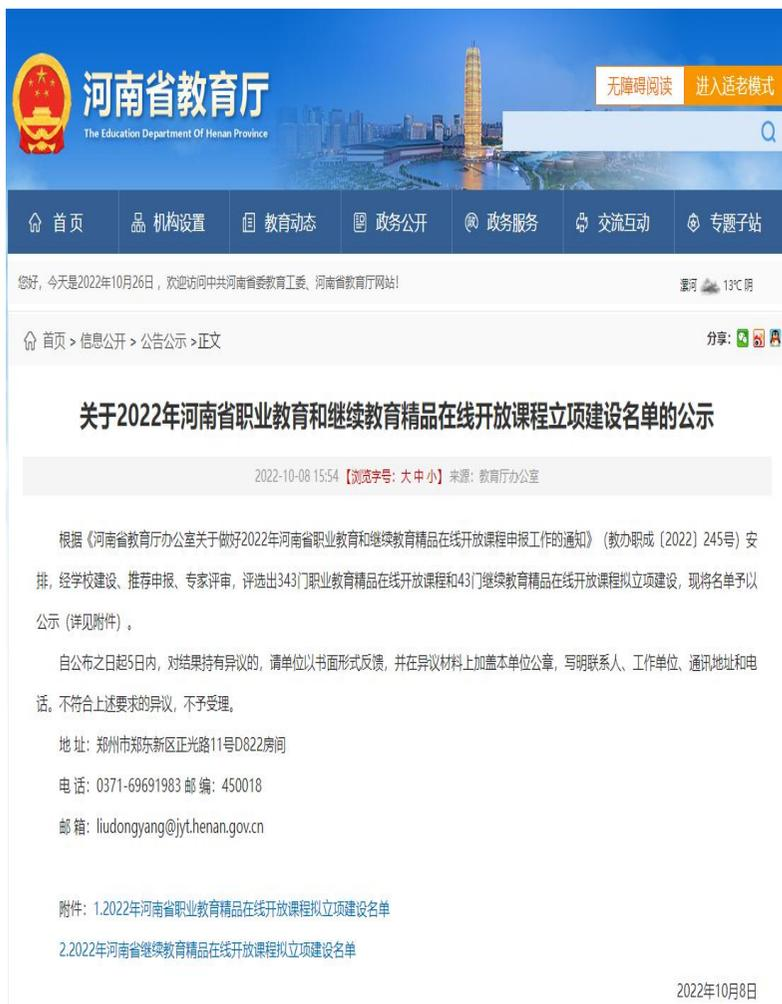 河南省教育厅
The Education Department Of Henan Province
无障碍阅读 进入适老模式
首页 机构设置 教育动态 政务公开 政务服务 交流互动 专题子站
您好，今天是2022年10月26日，欢迎访问中共河南省委教育工委、河南省教育厅网站！ 漯河 13℃ 阴
首页 > 信息公开 > 公告公示 >正文 分享：
关于2022年河南省职业教育和继续教育精品在线开放课程立项建设名单的公示
2022-10-08 15:54 【浏览字号：大 中 小】 来源：教育厅办公室
根据《河南省教育厅办公室关于做好2022年河南省职业教育和继续教育精品在线开放课程申报工作的通知》（教办职成〔2022〕245号）安
排，经学校建设、推荐申报、专家评审，评选出343门职业教育精品在线开放课程和43门继续教育精品在线开放课程拟立项建设，现将名单予以
公示（详见附件）。
自公布之日起5日内，对结果持有异议的，请单位以书面形式反馈，并在异议材料上加盖本单位公章，写明联系人、工作单位、通讯地址和电
话。不符合上述要求的异议，不予受理。
地 址：郑州市郑东新区正光路11号D822房间
电 话：0371-69691983 邮 编：450018
邮 箱：liudongyang@jyt.henan.gov.cn
附件：1.2022年河南省职业教育精品在线开放课程拟立项建设名单
2.2022年河南省继续教育精品在线开放课程拟立项建设名单
2022年10月8日